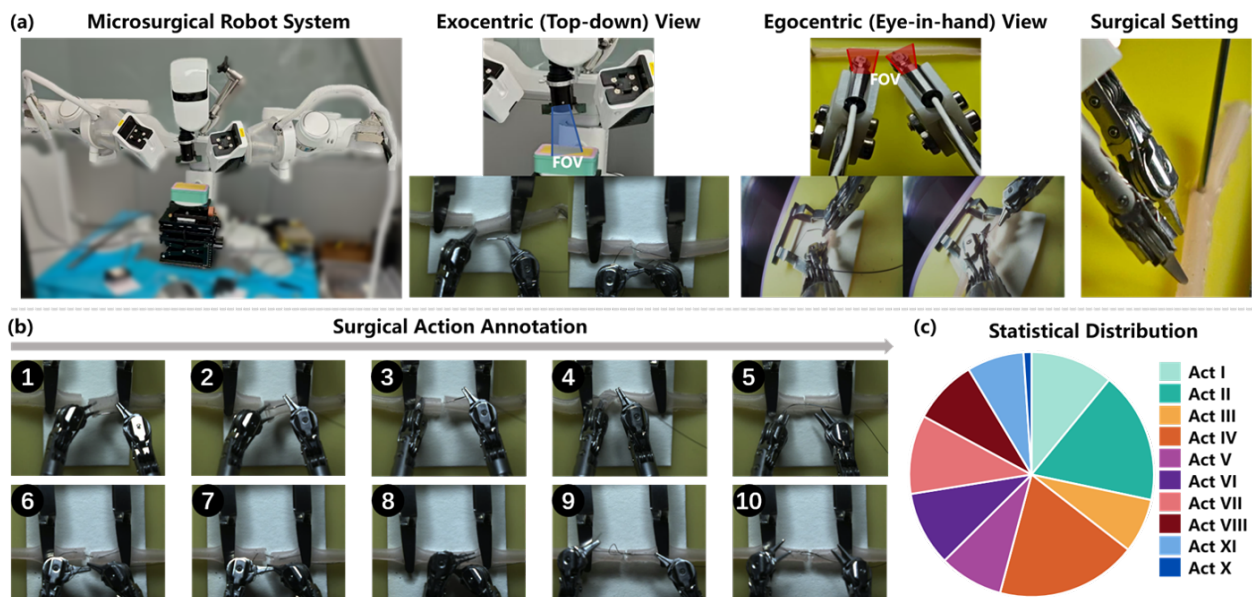 (a)
Microsurgical Robot System
Exocentric (Top-down) View
Egocentric (Eye-in-hand) View
Surgical Setting
FOV
FOV
(b)
Surgical Action Annotation
1
2
3
4
5
6
7
8
9
10
(c)
Statistical Distribution
Act I
Act II
Act III
Act IV
Act V
Act VI
Act VII
Act VIII
Act XI
Act X